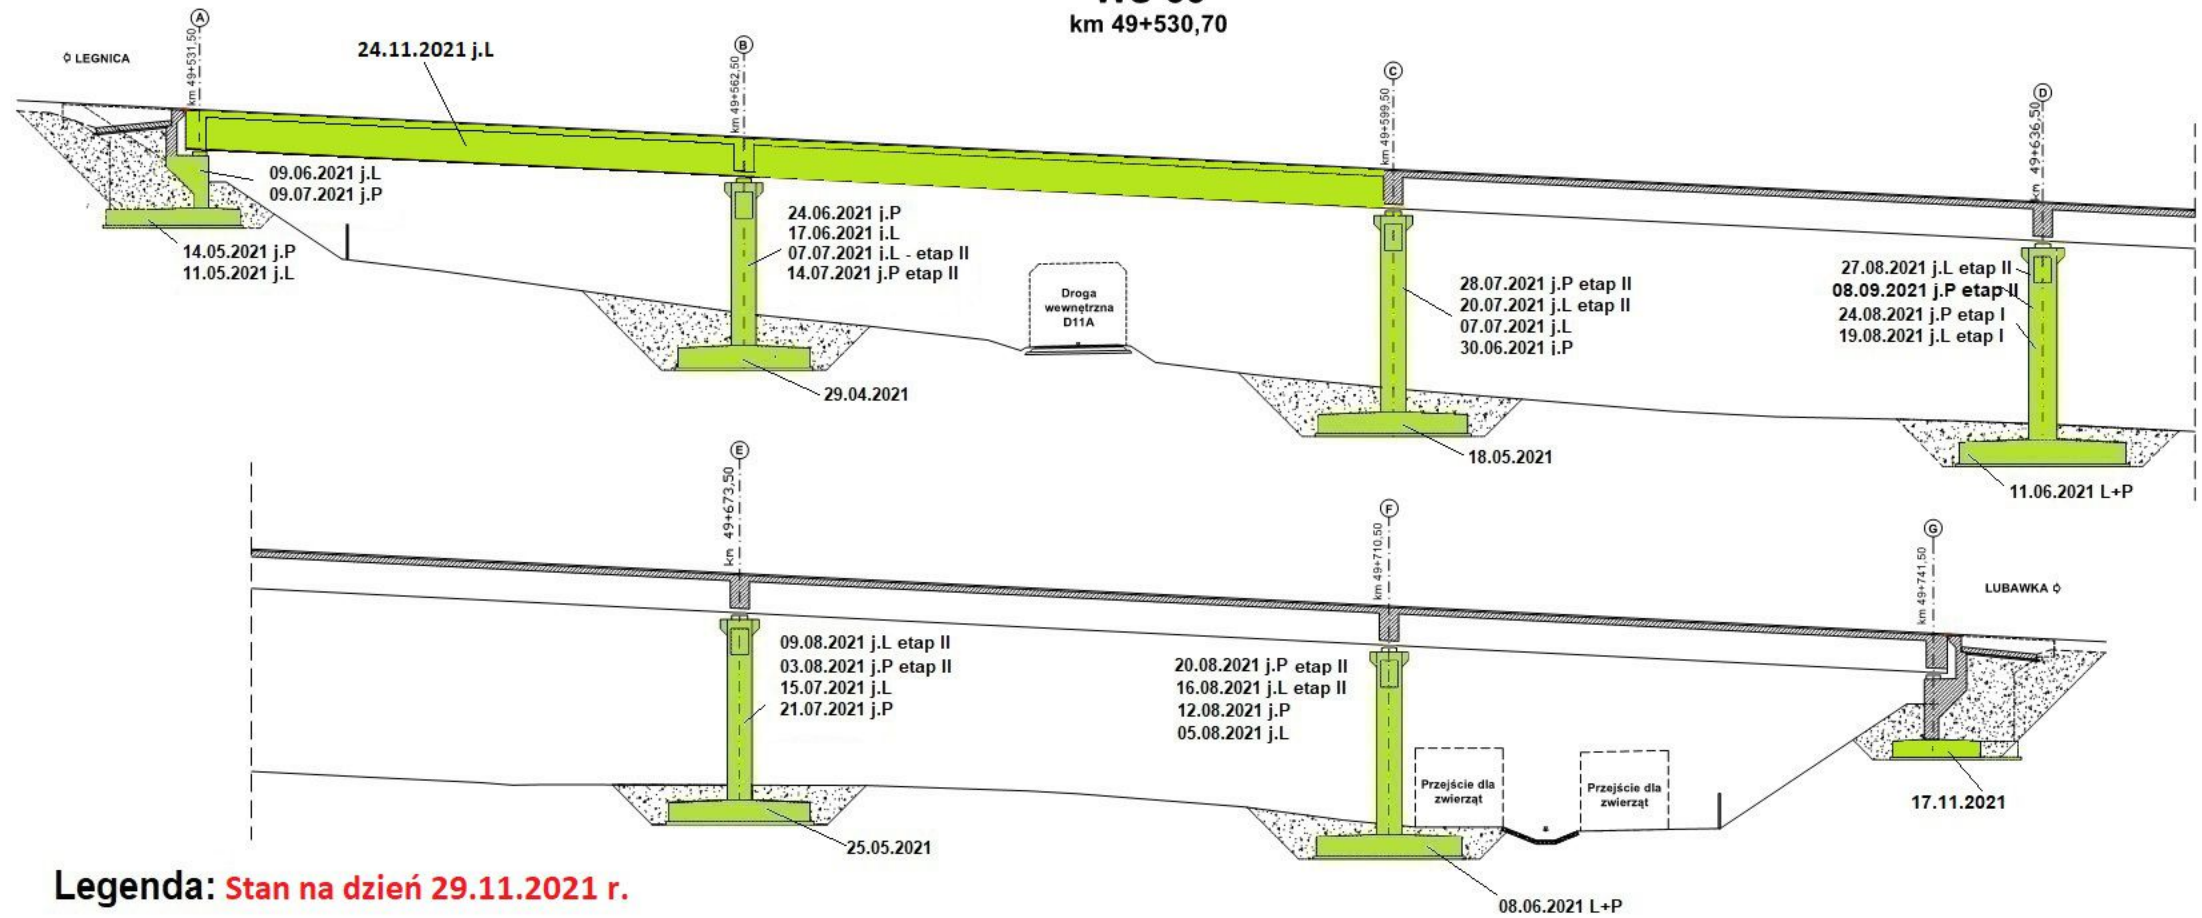 km 49+530,70
A
B
C
D
km 49+531,50
km 49+562,50
km 49+599,50
km 49+636,50
LEGNICA
24.11.2021 j.L
09.06.2021 j.L
09.07.2021 j.P
14.05.2021 j.P
11.05.2021 j.L
24.06.2021 j.P
17.06.2021 j.L
07.07.2021 j.L - etap II
14.07.2021 j.P etap II
29.04.2021
Droga
wewnętrzna
D11A
28.07.2021 j.P etap II
20.07.2021 j.L etap II
07.07.2021 j.L
30.06.2021 j.P
18.05.2021
27.08.2021 j.L etap II
08.09.2021 j.P etap II
24.08.2021 j.P etap I
19.08.2021 j.L etap I
11.06.2021 L+P
E
F
G
km 49+673,50
km 49+710,50
km 49+741,50
LUBAWKA
09.08.2021 j.L etap II
03.08.2021 j.P etap II
15.07.2021 j.L
21.07.2021 j.P
25.05.2021
20.08.2021 j.P etap II
16.08.2021 j.L etap II
12.08.2021 j.P
05.08.2021 j.L
Przejście dla
zwierząt
Przejście dla
zwierząt
17.11.2021
08.06.2021 L+P
Legenda: Stan na dzień 29.11.2021 r.